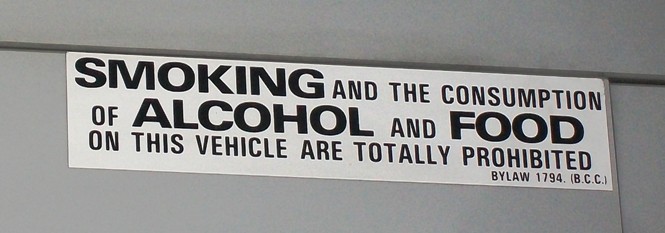 SMOKING AND THE CONSUMPTION
OF ALCOHOL AND FOOD
ON THIS VEHICLE ARE TOTALLY PROHIBITED
BYLAW 1794. (B.C.C.)